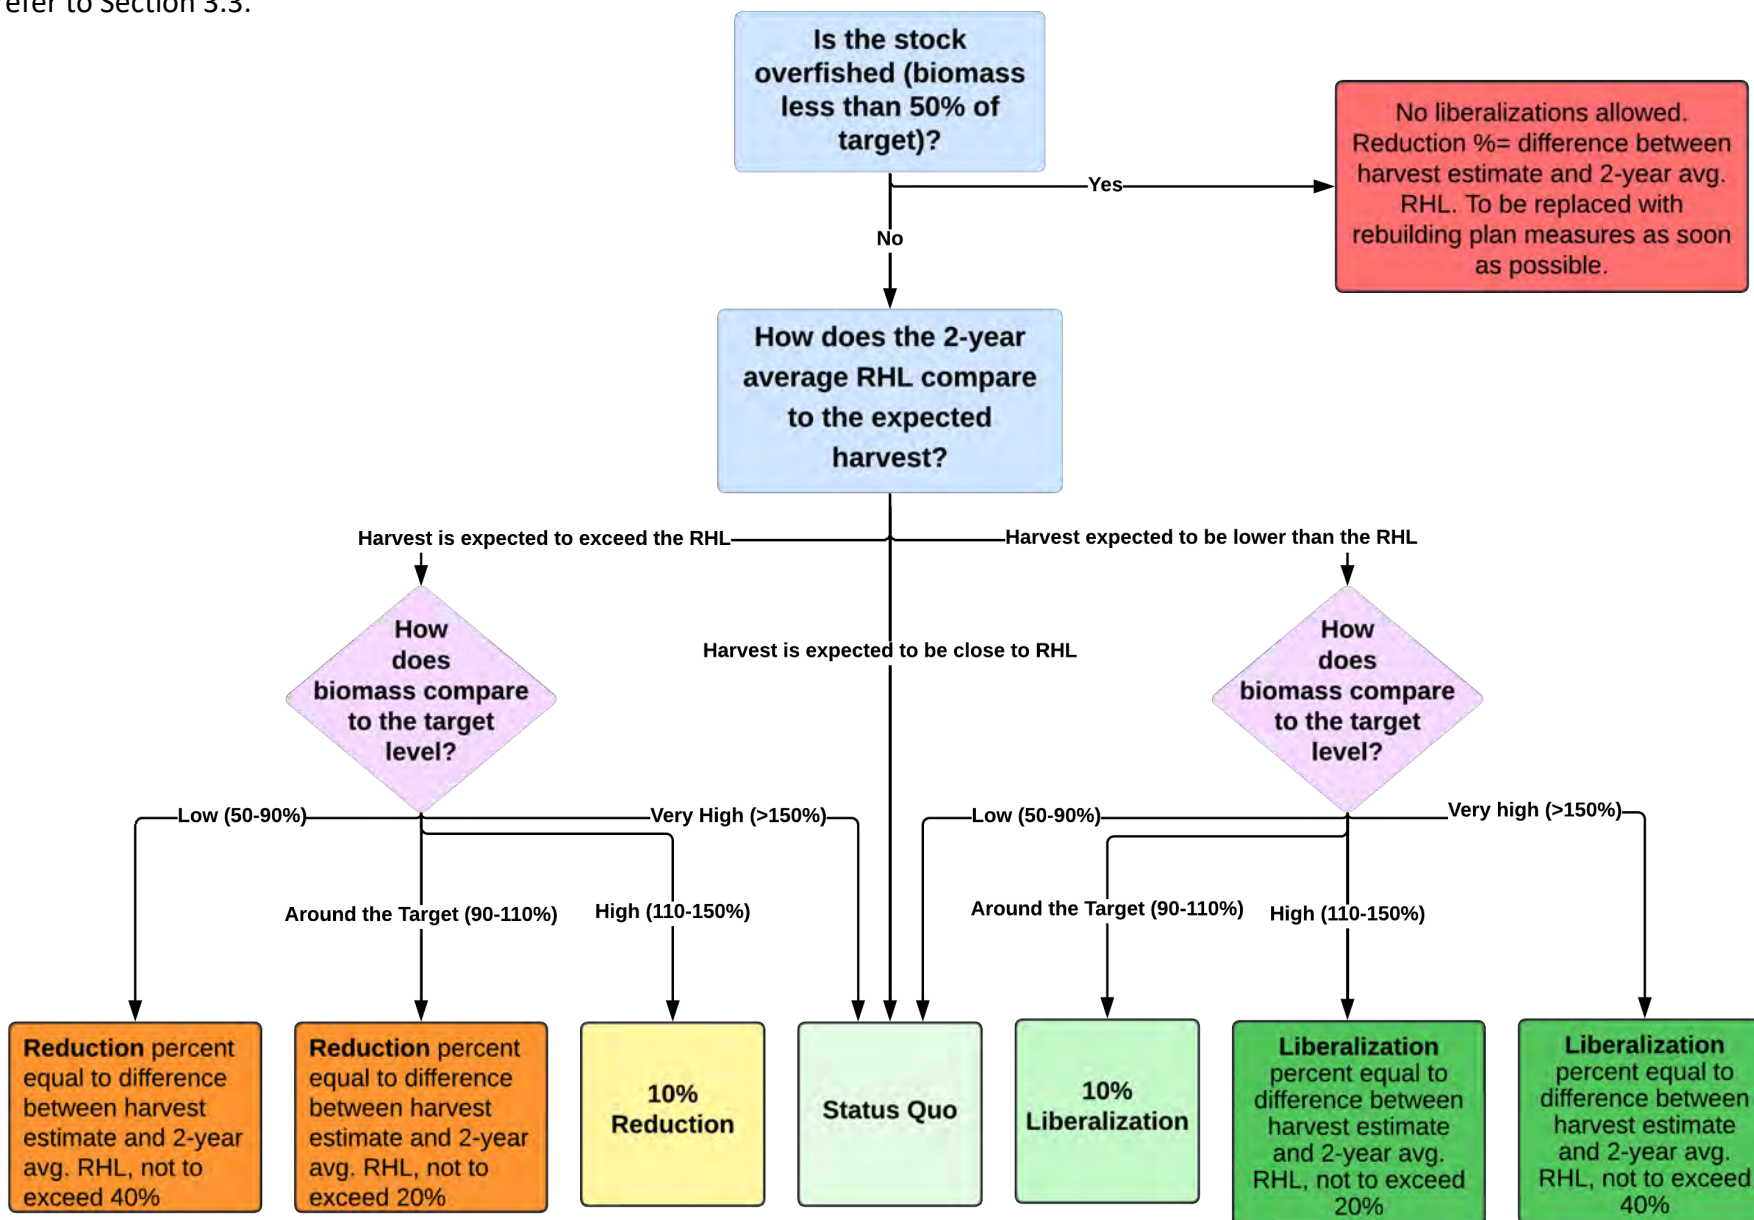 refer to Section 3.3.
Is the stock
overfished (biomass
less than 50% of
target)?
No liberalizations allowed.
Reduction %= difference between
harvest estimate and 2-year avg.
RHL. To be replaced with
rebuilding plan measures as soon
as possible.
Yes
No
How does the 2-year
average RHL compare
to the expected
harvest?
Harvest is expected to exceed the RHL
Harvest expected to be lower than the RHL
How
does
biomass compare
to the target
level?
Harvest is expected to be close to RHL
How
does
biomass compare
to the target
level?
Low (50-90%)
Very High (>150%)
Low (50-90%)
Very high (>150%)
Around the Target (90-110%)
High (110-150%)
Around the Target (90-110%)
High (110-150%)
Reduction percent
equal to difference
between harvest
estimate and 2-year
avg. RHL, not to
exceed 40%
Reduction percent
equal to difference
between harvest
estimate and 2-year
avg. RHL, not to
exceed 20%
10%
Reduction
Status Quo
10%
Liberalization
Liberalization
percent equal to
difference between
harvest estimate
and 2-year avg.
RHL, not to exceed
20%
Liberalization
percent equal to
difference between
harvest estimate
and 2-year avg.
RHL, not to exceed
40%